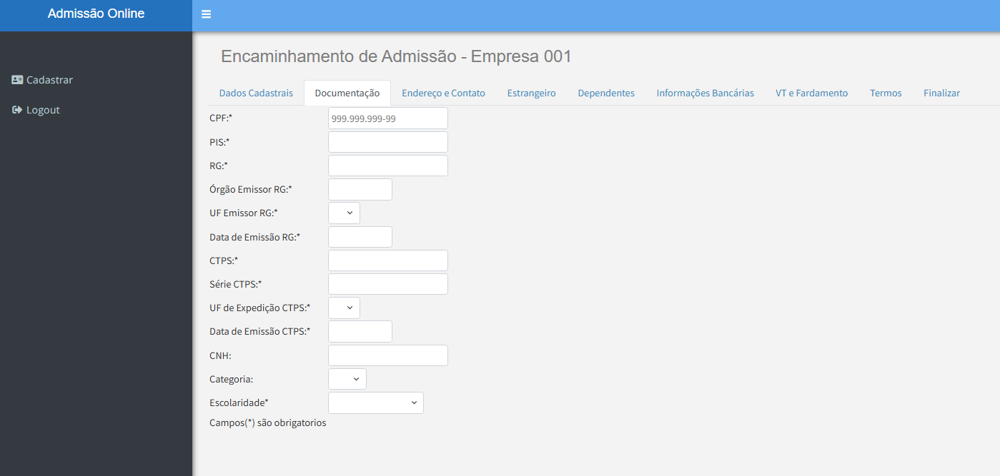 Admissão Online
Cadastrar
Logout
Encaminhamento de Admissão - Empresa 001
Dados Cadastrais Documentação Endereço e Contato Estrangeiro Dependentes Informações Bancárias VT e Fardamento Termos Finalizar
CPF:* 999.999.999-99
PIS:*
RG:*
Órgão Emissor RG:*
UF Emissor RG:*
Data de Emissão RG:*
CTPS:*
Série CTPS:*
UF de Expedição CTPS:*
Data de Emissão CTPS:*
CNH:
Categoria:
Escolaridade*
Campos(*) são obrigatorios